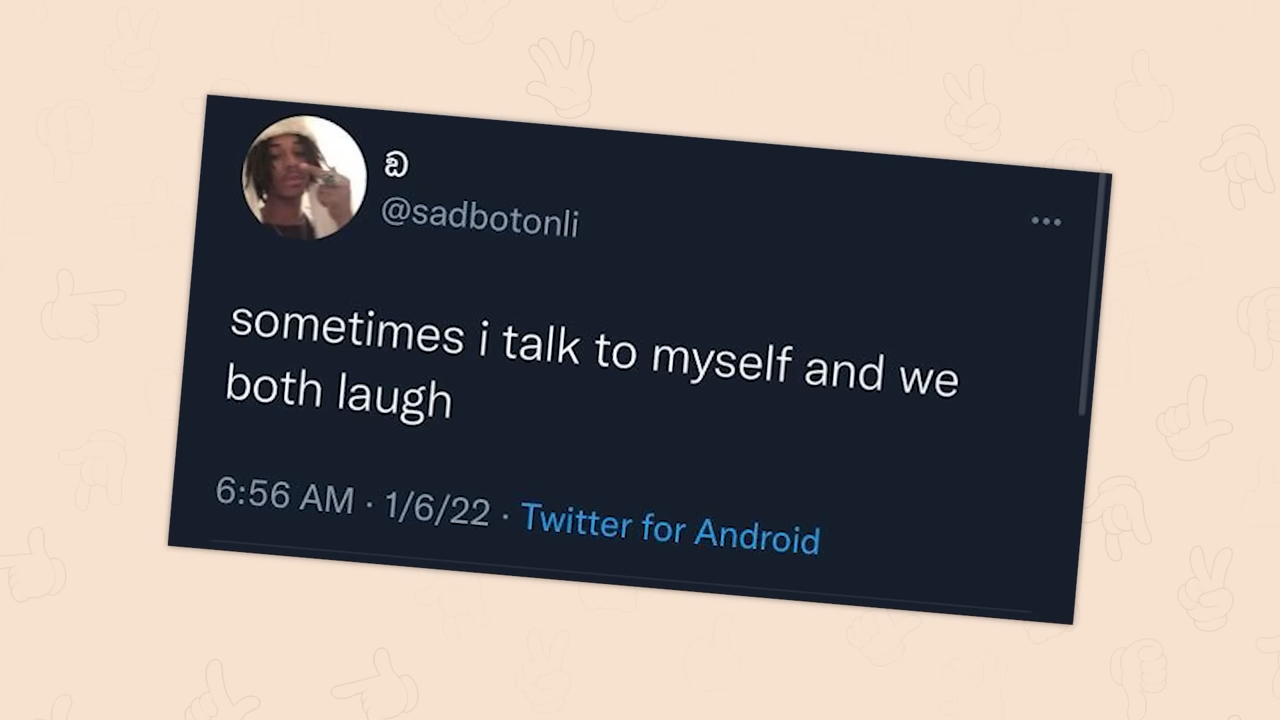 ඩ
@sadbotonli
sometimes i talk to myself and we
both laugh
6:56 AM · 1/6/22 · Twitter for Android